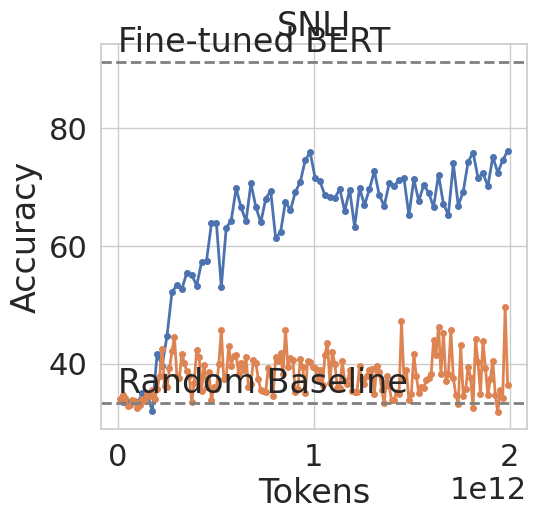 SNLI
Fine-tuned BERT
80
60
40
Accuracy
Random Baseline
0
1
2
Tokens
1e12